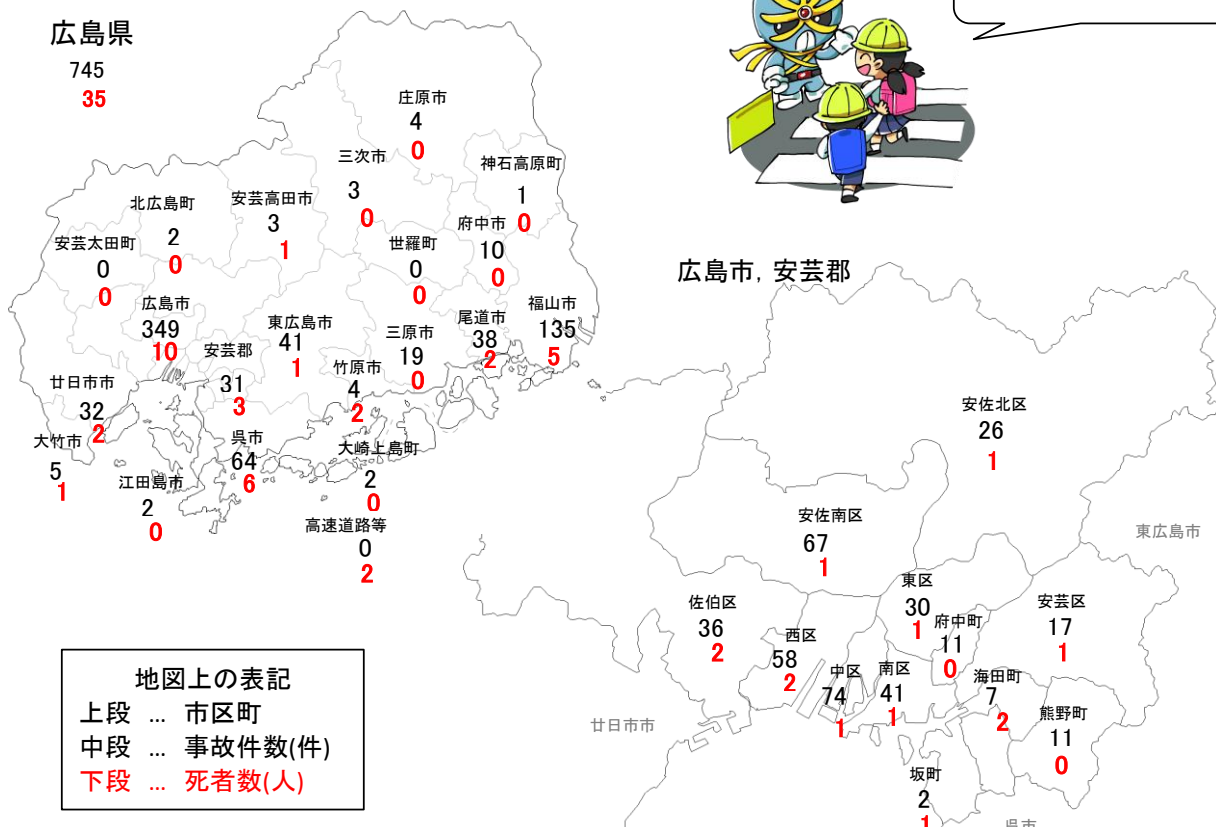 広島県
745
35
庄原市
4
0
三次市
3
0
神石高原町
1
0
北広島町
2
0
安芸高田市
3
1
府中市
10
0
安芸太田町
0
0
世羅町
0
0
広島市
349
10
東広島市
41
1
三原市
19
0
尾道市
38
2
福山市
135
5
安芸郡
31
3
竹原市
4
2
廿日市市
32
2
大竹市
5
1
呉市
64
6
大崎上島町
2
0
江田島市
2
0
高速道路等
0
2
地図上の表記
上段 … 市区町
中段 … 事故件数(件)
下段 … 死者数(人)
広島市，安芸郡
安佐北区
26
1
安佐南区
67
1
東広島市
東区
30
1
府中町
11
0
安芸区
17
1
佐伯区
36
2
西区
58
2
中区
74
1
南区
41
1
海田町
7
2
熊野町
11
0
廿日市市
坂町
2
1
呉市